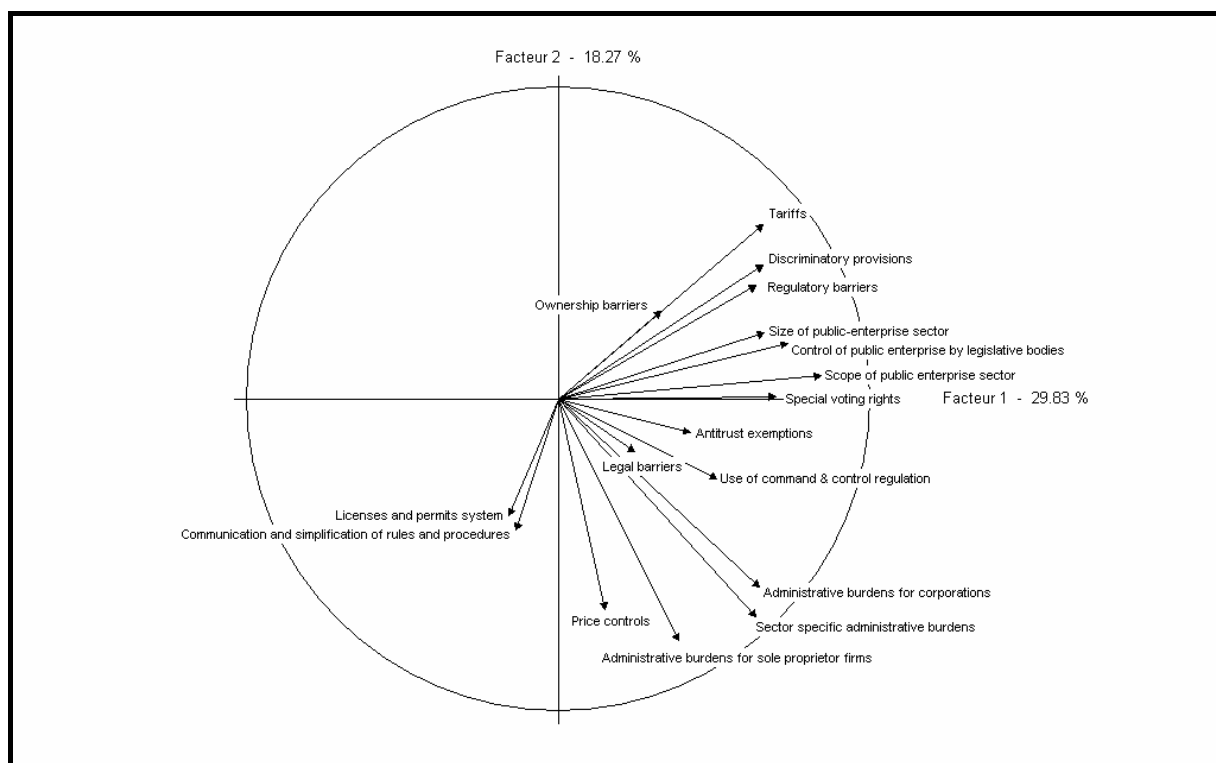 Facteur 2 - 18.27 %
Tariffs
Discriminatory provisions
Regulatory barriers
Ownership barriers
Size of public-enterprise sector
Control of public enterprise by legislative bodies
Scope of public enterprise sector
Special voting rights
Facteur 1 - 29.83 %
Antitrust exemptions
Legal barriers
Use of command & control regulation
Licenses and permits system
Communication and simplification of rules and procedures
Administrative burdens for corporations
Price controls
Sector specific administrative burdens
Administrative burdens for sole proprietor firms